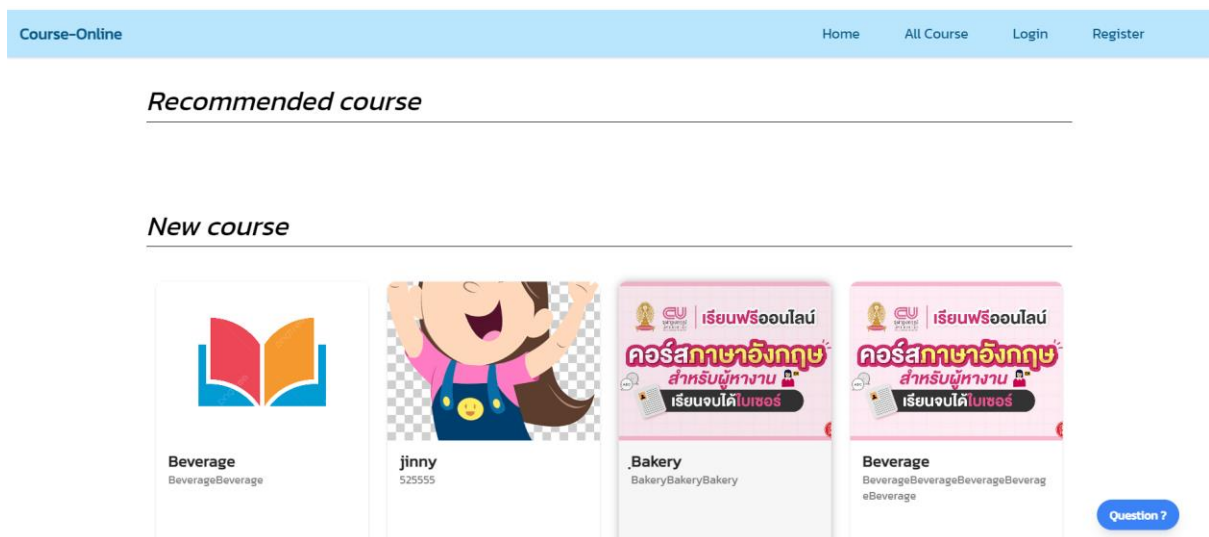 Course-Online
Home All Course Login Register
Recommended course
New course
CU เรียนฟรีออนไลน์
คอร์สภาษาอังกฤษ
สำหรับผู้หางาน
เรียนจบได้ใบเซอร์
CU เรียนฟรีออนไลน์
คอร์สภาษาอังกฤษ
สำหรับผู้หางาน
เรียนจบได้ใบเซอร์
Beverage
BeverageBeverage
jinny
525555
Bakery
BakeryBakeryBakery
Beverage
BeverageBeverageBeverageBeverag
eBeverage
Question ?